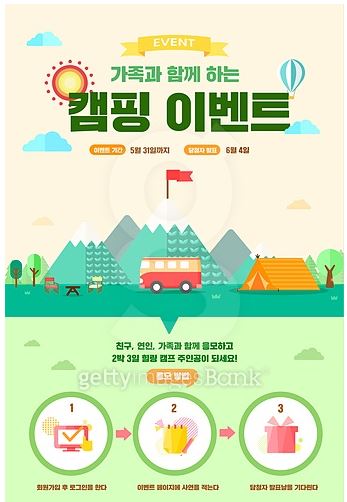 EVENT
가족과 함께 하는
캠핑 이벤트
이벤트 기간 5월 31일까지 당첨자 발표 6월 4일
친구, 연인, 가족과 함께 응모하고
2박 3일 힐링 캠프 주인공이 되세요!
응모 방법
gettyimagesBank
1 2 3
회원가입 후 로그인을 한다 이벤트 페이지에 사연을 적는다 당첨자 발표날을 기다린다